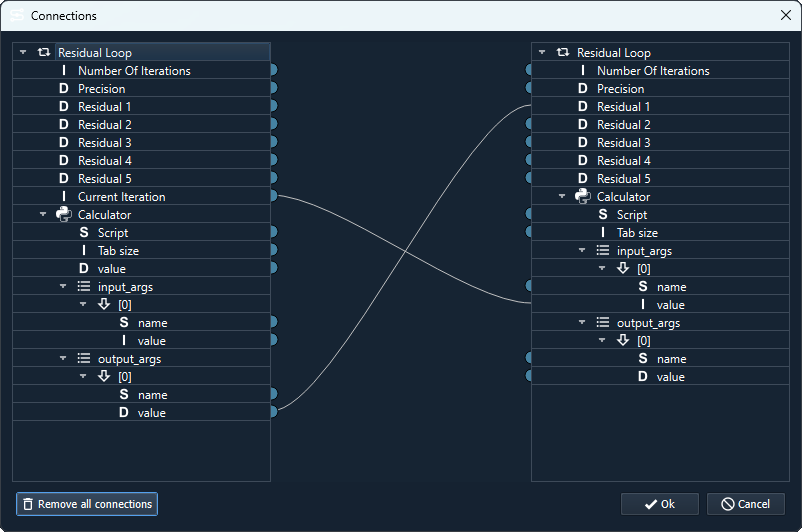 Connections
Residual Loop
I Number Of Iterations
D Precision
D Residual 1
D Residual 2
D Residual 3
D Residual 4
D Residual 5
I Current Iteration
Calculator
S Script
I Tab size
D value
input_args
[0]
S name
I value
output_args
[0]
S name
D value
Residual Loop
I Number Of Iterations
D Precision
D Residual 1
D Residual 2
D Residual 3
D Residual 4
D Residual 5
Calculator
S Script
I Tab size
input_args
[0]
S name
I value
output_args
[0]
S name
D value
Remove all connections
Ok
Cancel